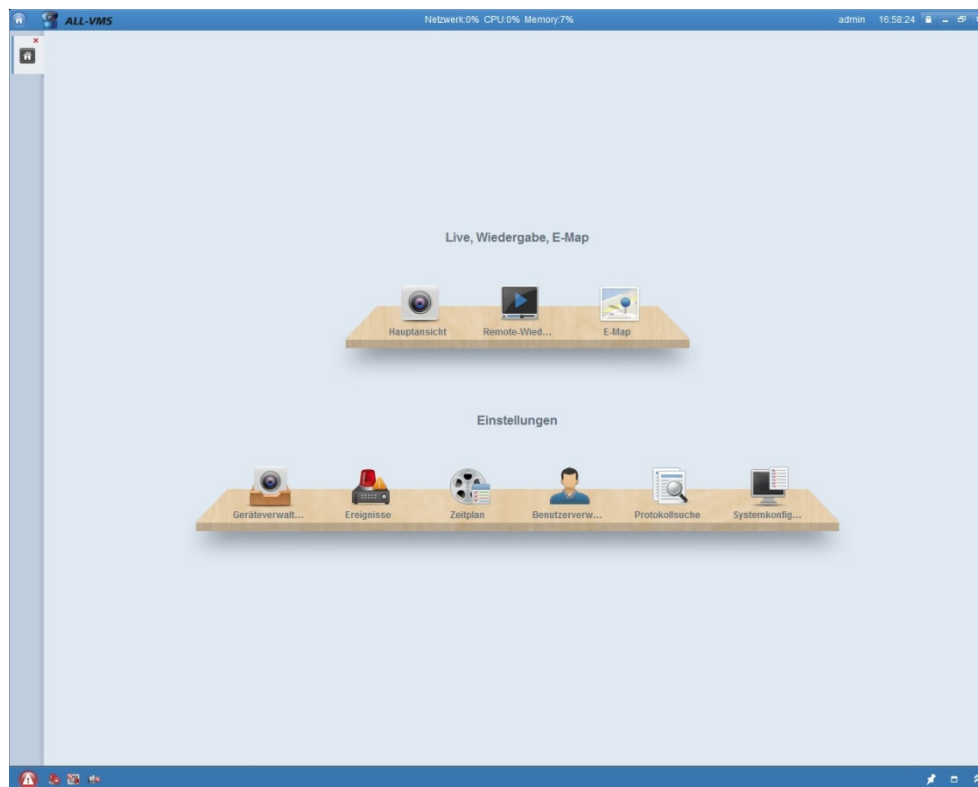 ALL-VMS
Netzwerk:0% CPU:0% Memory:7%
admin 16:58:24
Live, Wiedergabe, E-Map
Hauptansicht Remote-Wied... E-Map
Einstellungen
Geräteverwalt... Ereignisse Zeitplan Benutzerverw... Protokollsuche Systemkonfig...